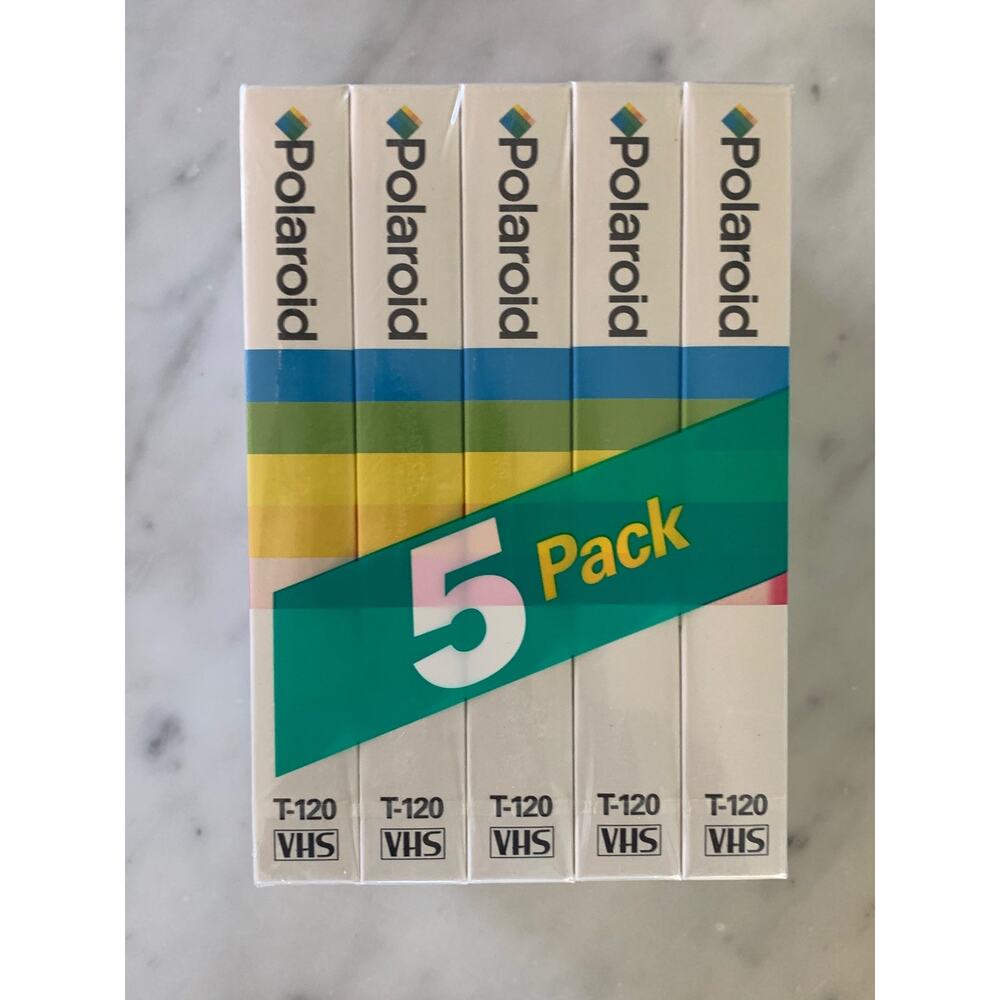 Polaroid
Polaroid
Polaroid
Polaroid
Polaroid
5 Pack
T-120
VHS
T-120
VHS
T-120
VHS
T-120
VHS
T-120
VHS